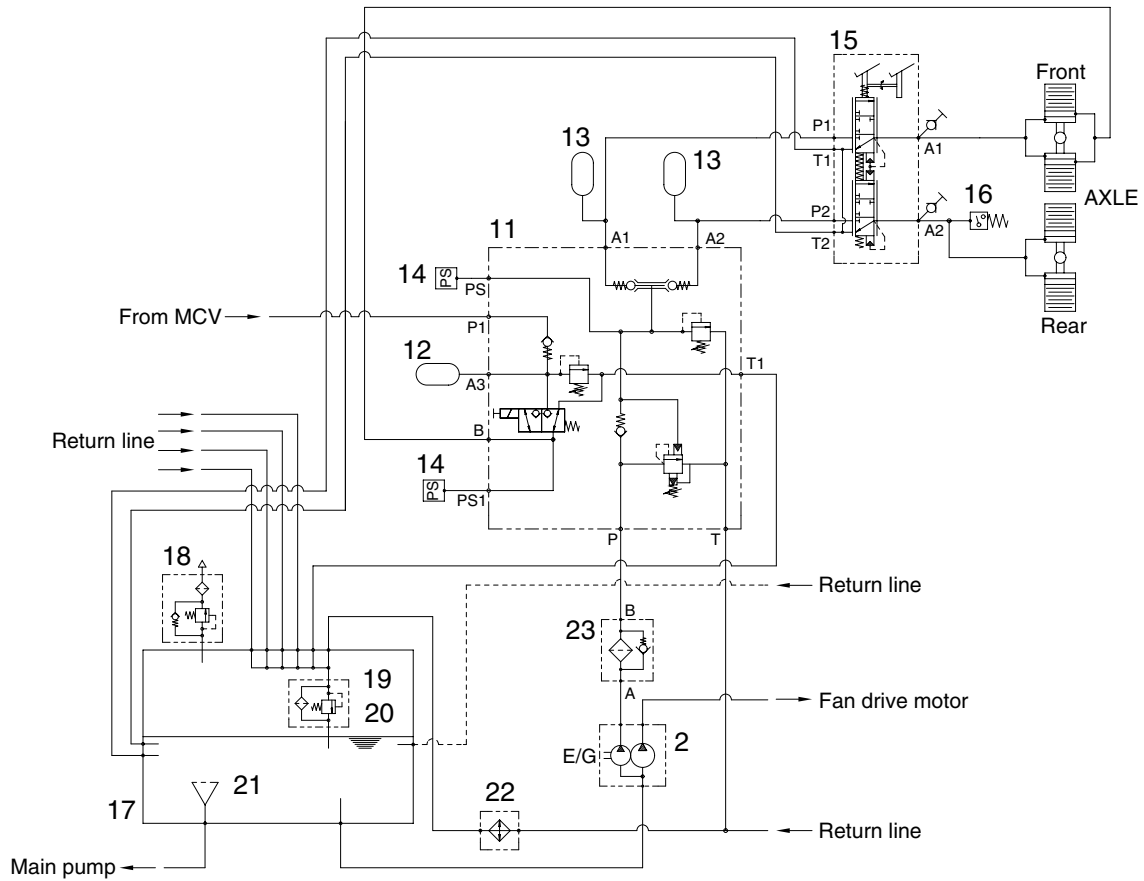 15
Front
13
P1
A1
T1
13
AXLE
16
P2
A2
T2
11
A1
A2
14
PS
PS
Rear
From MCV
P1
12
T1
A3
Return line
B
14
PS
PS1
P
T
18
Return line
B
23
19
A
20
Fan drive motor
2
E/G
21
22
17
Return line
Main pump